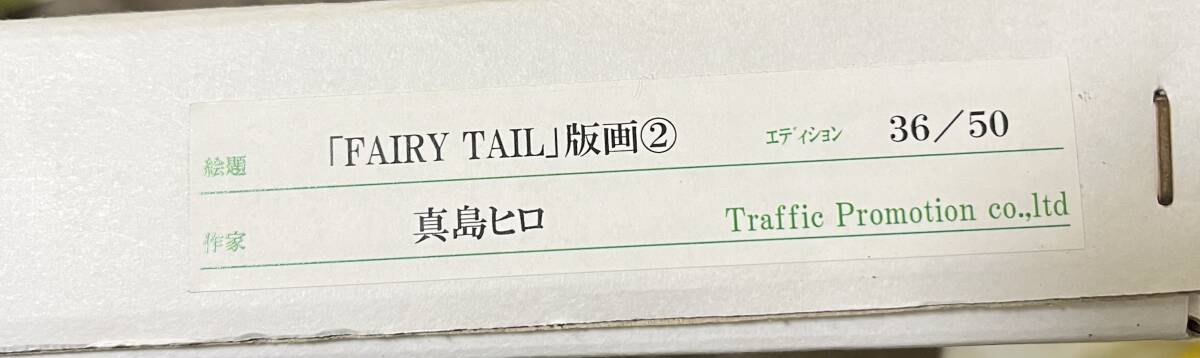 絵題 「FAIRY TAIL」版画② エディション 36/50
作家 真島ヒロ Traffic Promotion co.,ltd